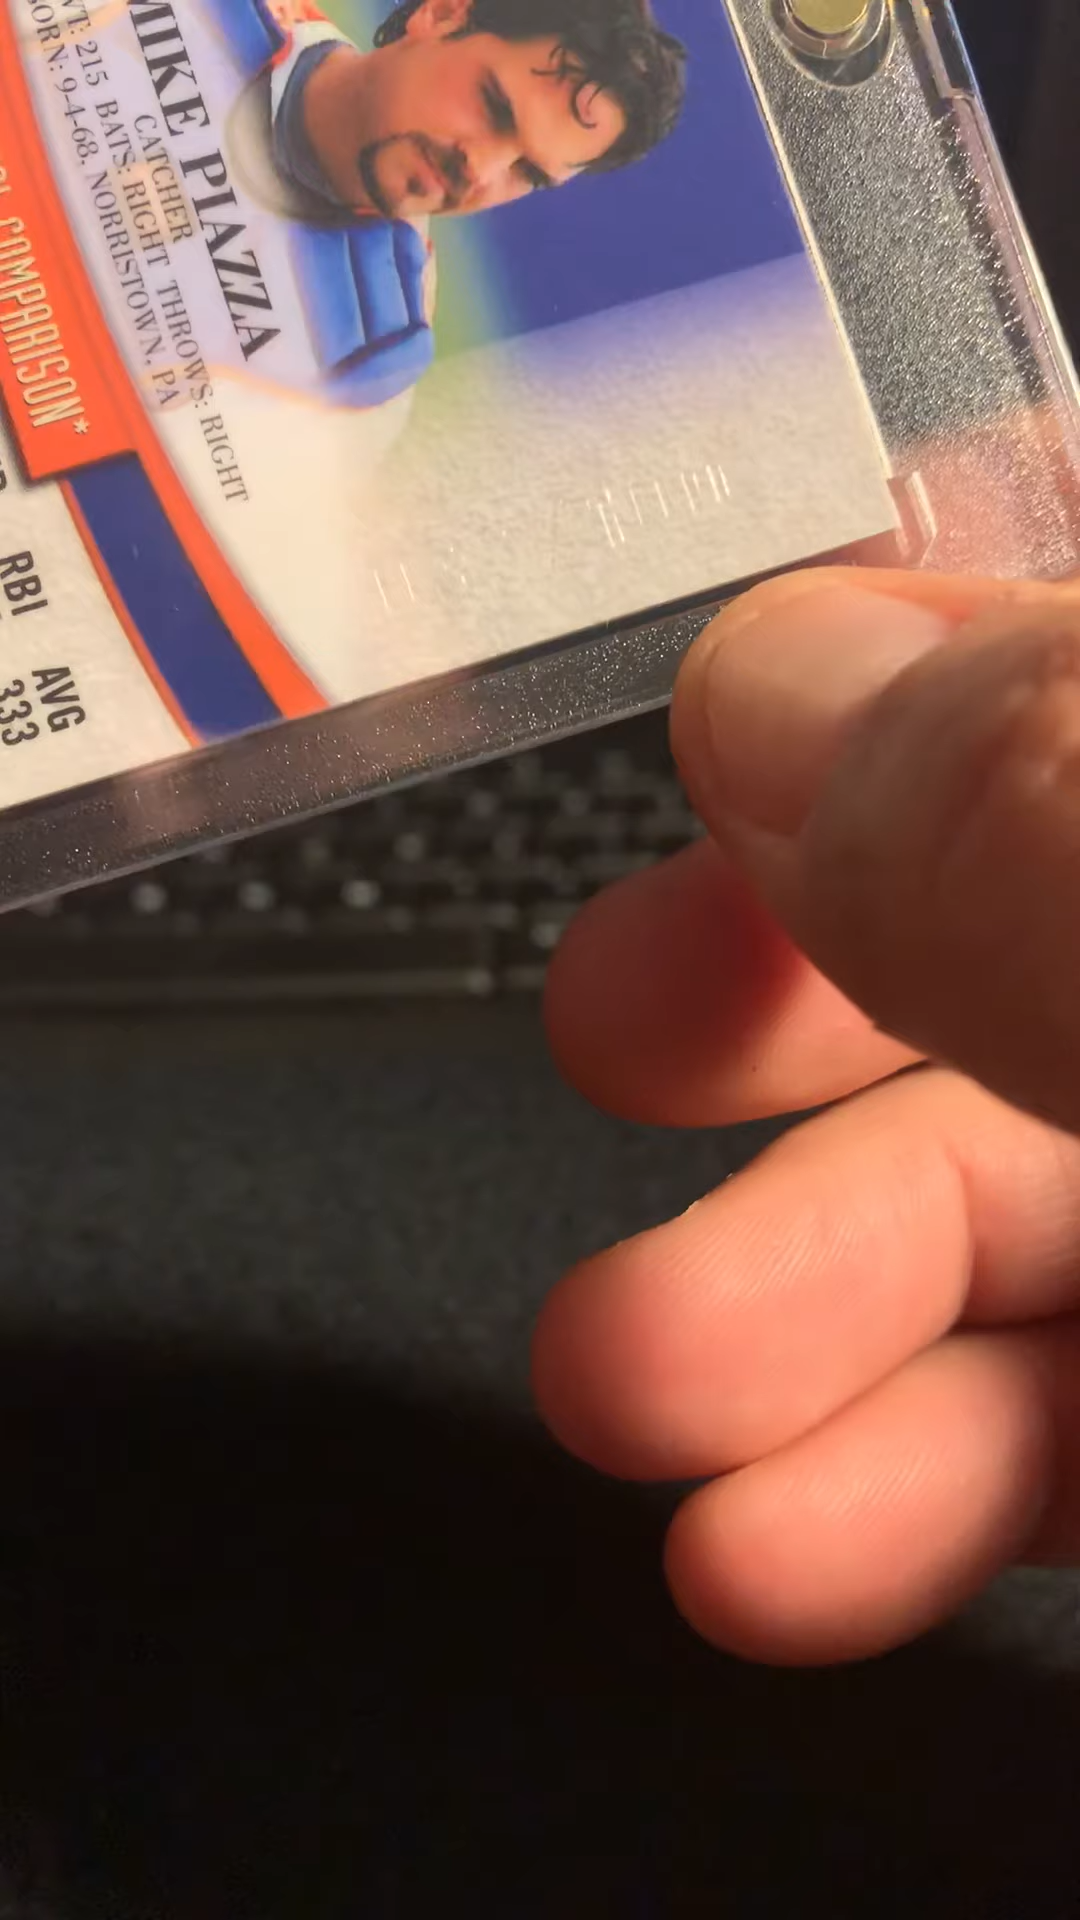 MIKE PIAZZA
CATCHER
WT: 215 BATS: RIGHT THROWS: RIGHT
BORN: 9-4-68, NORRISTOWN, PA
COMPARISON*
RBI AVG
333